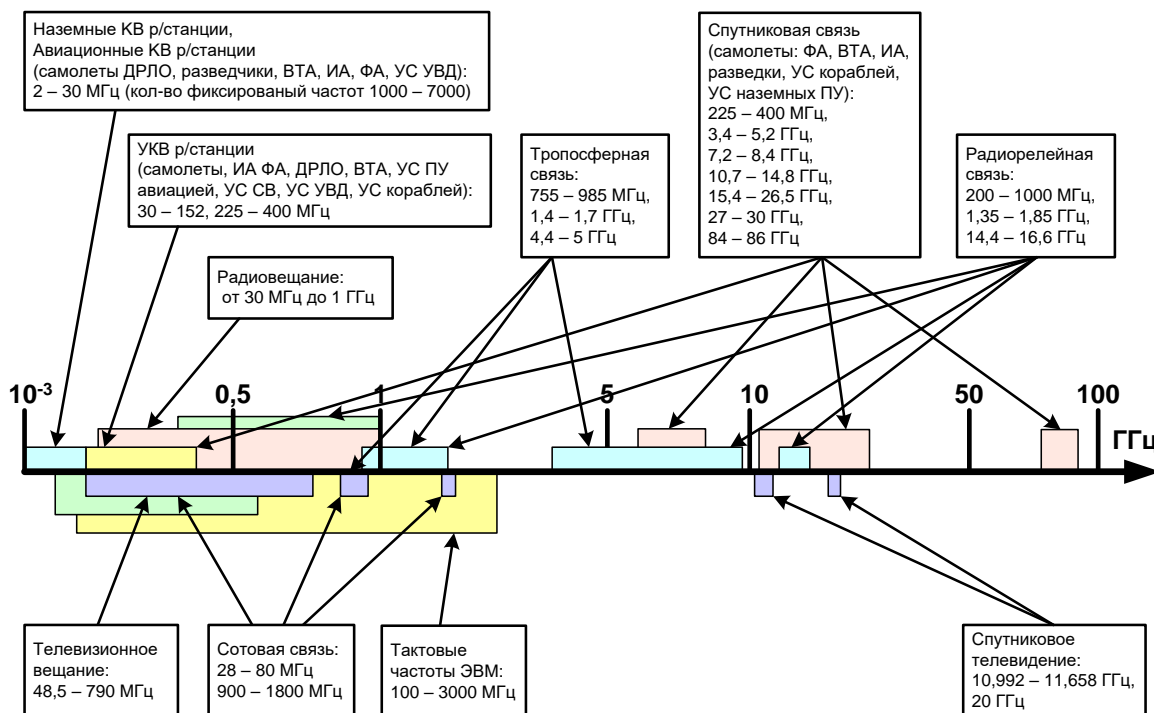 Наземные КВ р/станции,
Авиационные КВ р/станции
(самолеты ДРЛО, разведчики, ВТА, ИА, ФА, УС УВД):
2 – 30 МГц (кол-во фиксированый частот 1000 – 7000)
УКВ р/станции
(самолеты, ИА ФА, ДРЛО, ВТА, УС ПУ
авиацией, УС СВ, УС УВД, УС кораблей):
30 – 152, 225 – 400 МГц
Радиовещание:
от 30 МГц до 1 ГГц
Тропосферная
связь:
755 – 985 МГц,
1,4 – 1,7 ГГц,
4,4 – 5 ГГц
Спутниковая связь
(самолеты: ФА, ВТА, ИА,
разведки, УС кораблей,
УС наземных ПУ):
225 – 400 МГц,
3,4 – 5,2 ГГц,
7,2 – 8,4 ГГц,
10,7 – 14,8 ГГц,
15,4 – 26,5 ГГц,
27 – 30 ГГц,
84 – 86 ГГц
Радиорелейная
связь:
200 – 1000 МГц,
1,35 – 1,85 ГГц,
14,4 – 16,6 ГГц
10⁻³ 0,5 1 5 10 50 100
ГГц
Телевизионное
вещание:
48,5 – 790 МГц
Сотовая связь:
28 – 80 МГц
900 – 1800 МГц
Тактовые
частоты ЭВМ:
100 – 3000 МГц
Спутниковое
телевидение:
10,992 – 11,658 ГГц,
20 ГГц